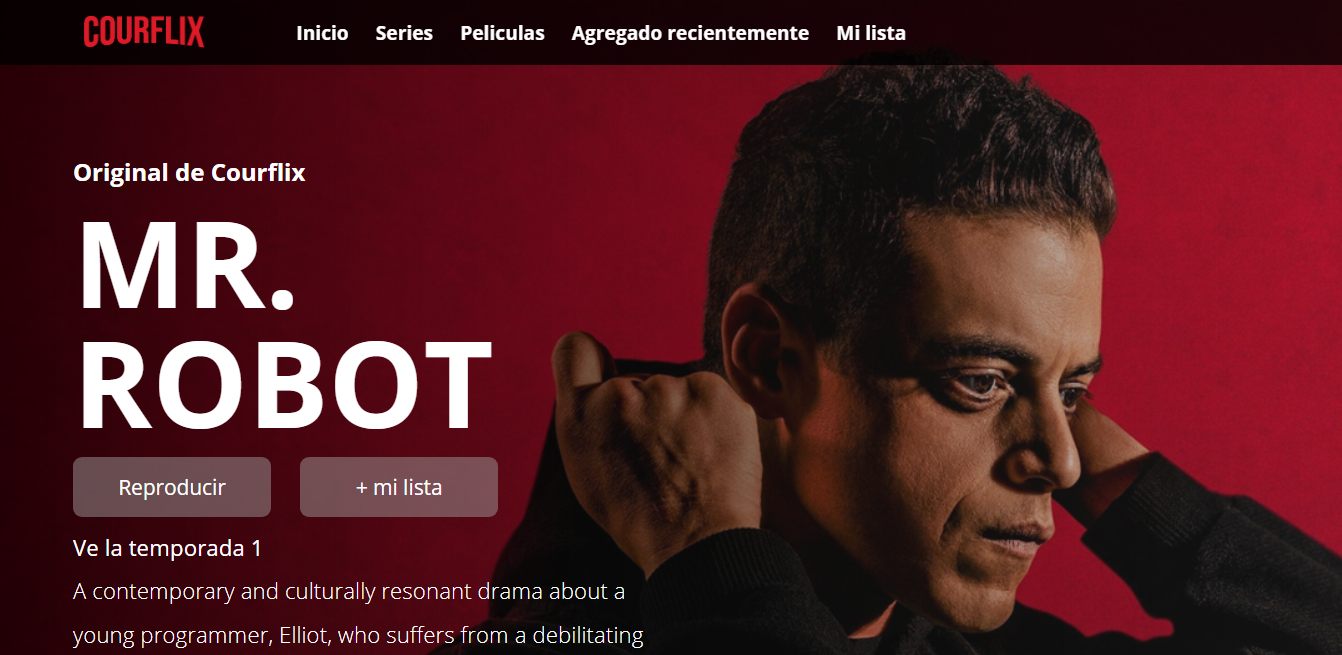 COURFLIX Inicio Series Peliculas Agregado recientemente Mi lista
Original de Courflix
MR.
ROBOT
Reproducir + mi lista
Ve la temporada 1
A contemporary and culturally resonant drama about a
young programmer, Elliot, who suffers from a debilitating